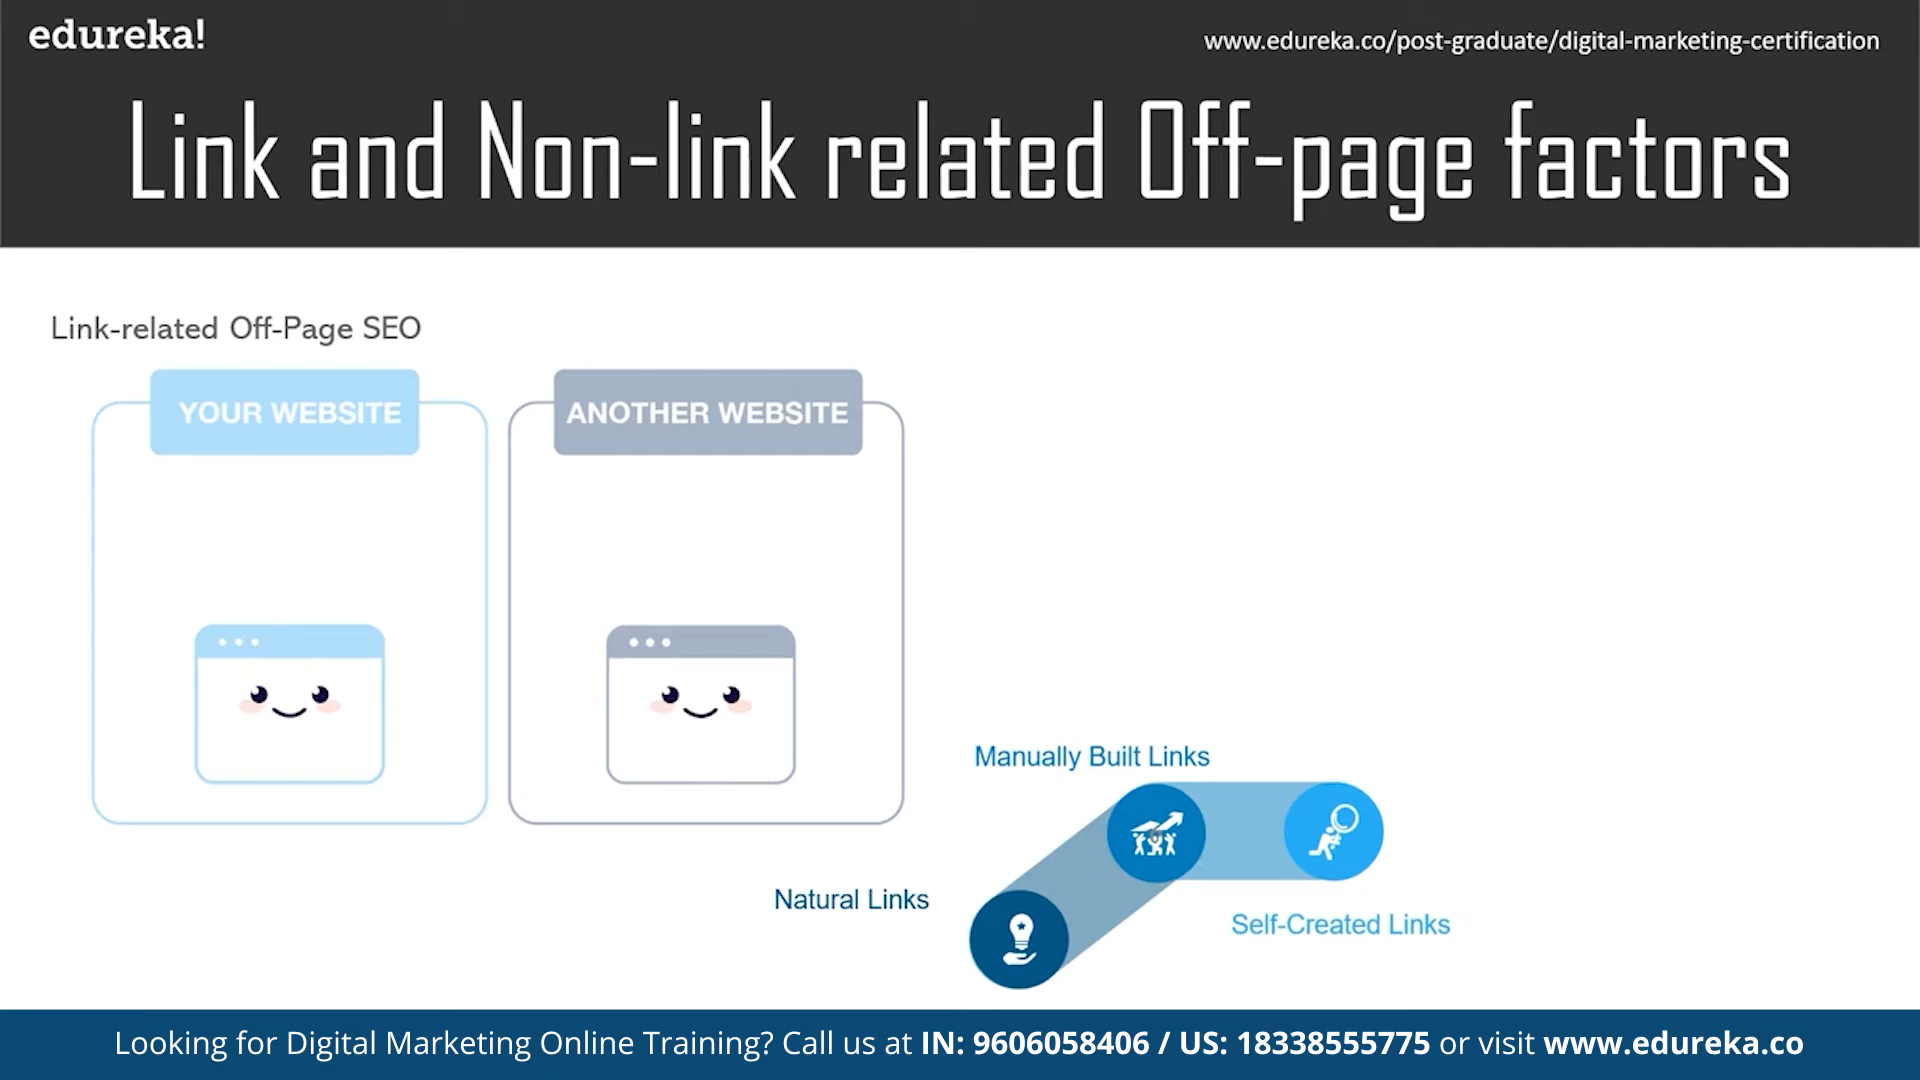 edureka!
www.edureka.co/post-graduate/digital-marketing-certification
Link and Non-link related Off-page factors
Link-related Off-Page SEO
YOUR WEBSITE
ANOTHER WEBSITE
Manually Built Links
Natural Links
Self-Created Links
Looking for Digital Marketing Online Training? Call us at IN: 9606058406 / US: 18338555775 or visit www.edureka.co